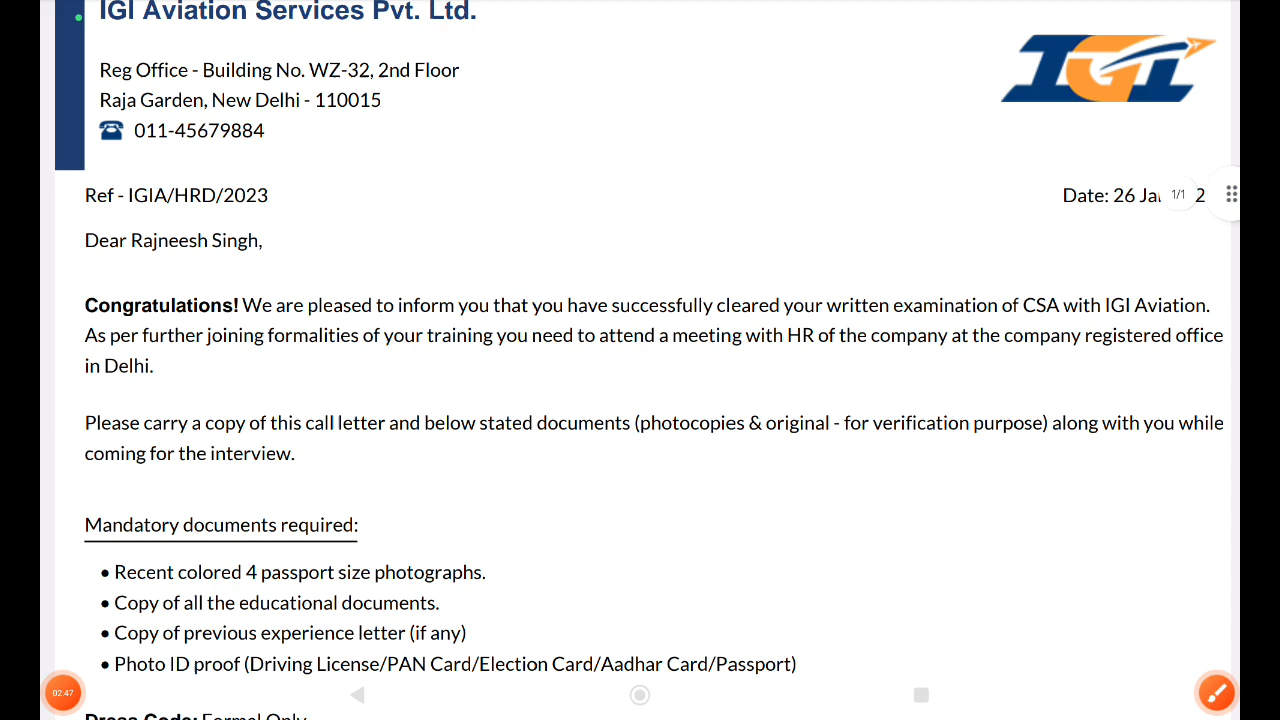 IGI Aviation Services Pvt. Ltd.
IGI
Reg Office - Building No. WZ-32, 2nd Floor
Raja Garden, New Delhi - 110015
011-45679884
Ref - IGIA/HRD/2023
Date: 26 2
1/1
Dear Rajneesh Singh,
Congratulations! We are pleased to inform you that you have successfully cleared your written examination of CSA with IGI Aviation.
As per further joining formalities of your training you need to attend a meeting with HR of the company at the company registered office
in Delhi.
Please carry a copy of this call letter and below stated documents (photocopies & original - for verification purpose) along with you while
coming for the interview.
Mandatory documents required:
• Recent colored 4 passport size photographs.
• Copy of all the educational documents.
• Copy of previous experience letter (if any)
• Photo ID proof (Driving License/PAN Card/Election Card/Aadhar Card/Passport)
02:47
Dress Code: Formal Only